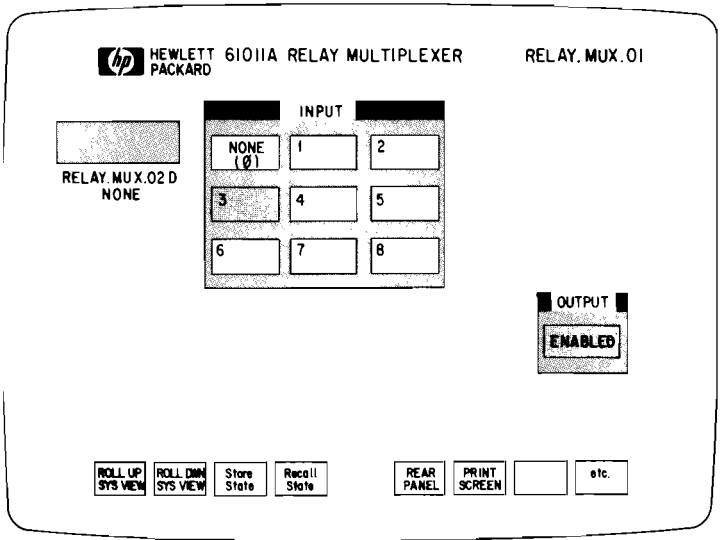 hp HEWLETT PACKARD 61011A RELAY MULTIPLEXER RELAY.MUX.01
INPUT
NONE (Ø) 1 2
3 4 5
6 7 8
RELAY.MUX.02 D
NONE
OUTPUT
ENABLED
ROLL UP SYS VIEW
ROLL DWN SYS VIEW
Store State
Recall State
REAR PANEL
PRINT SCREEN
etc.